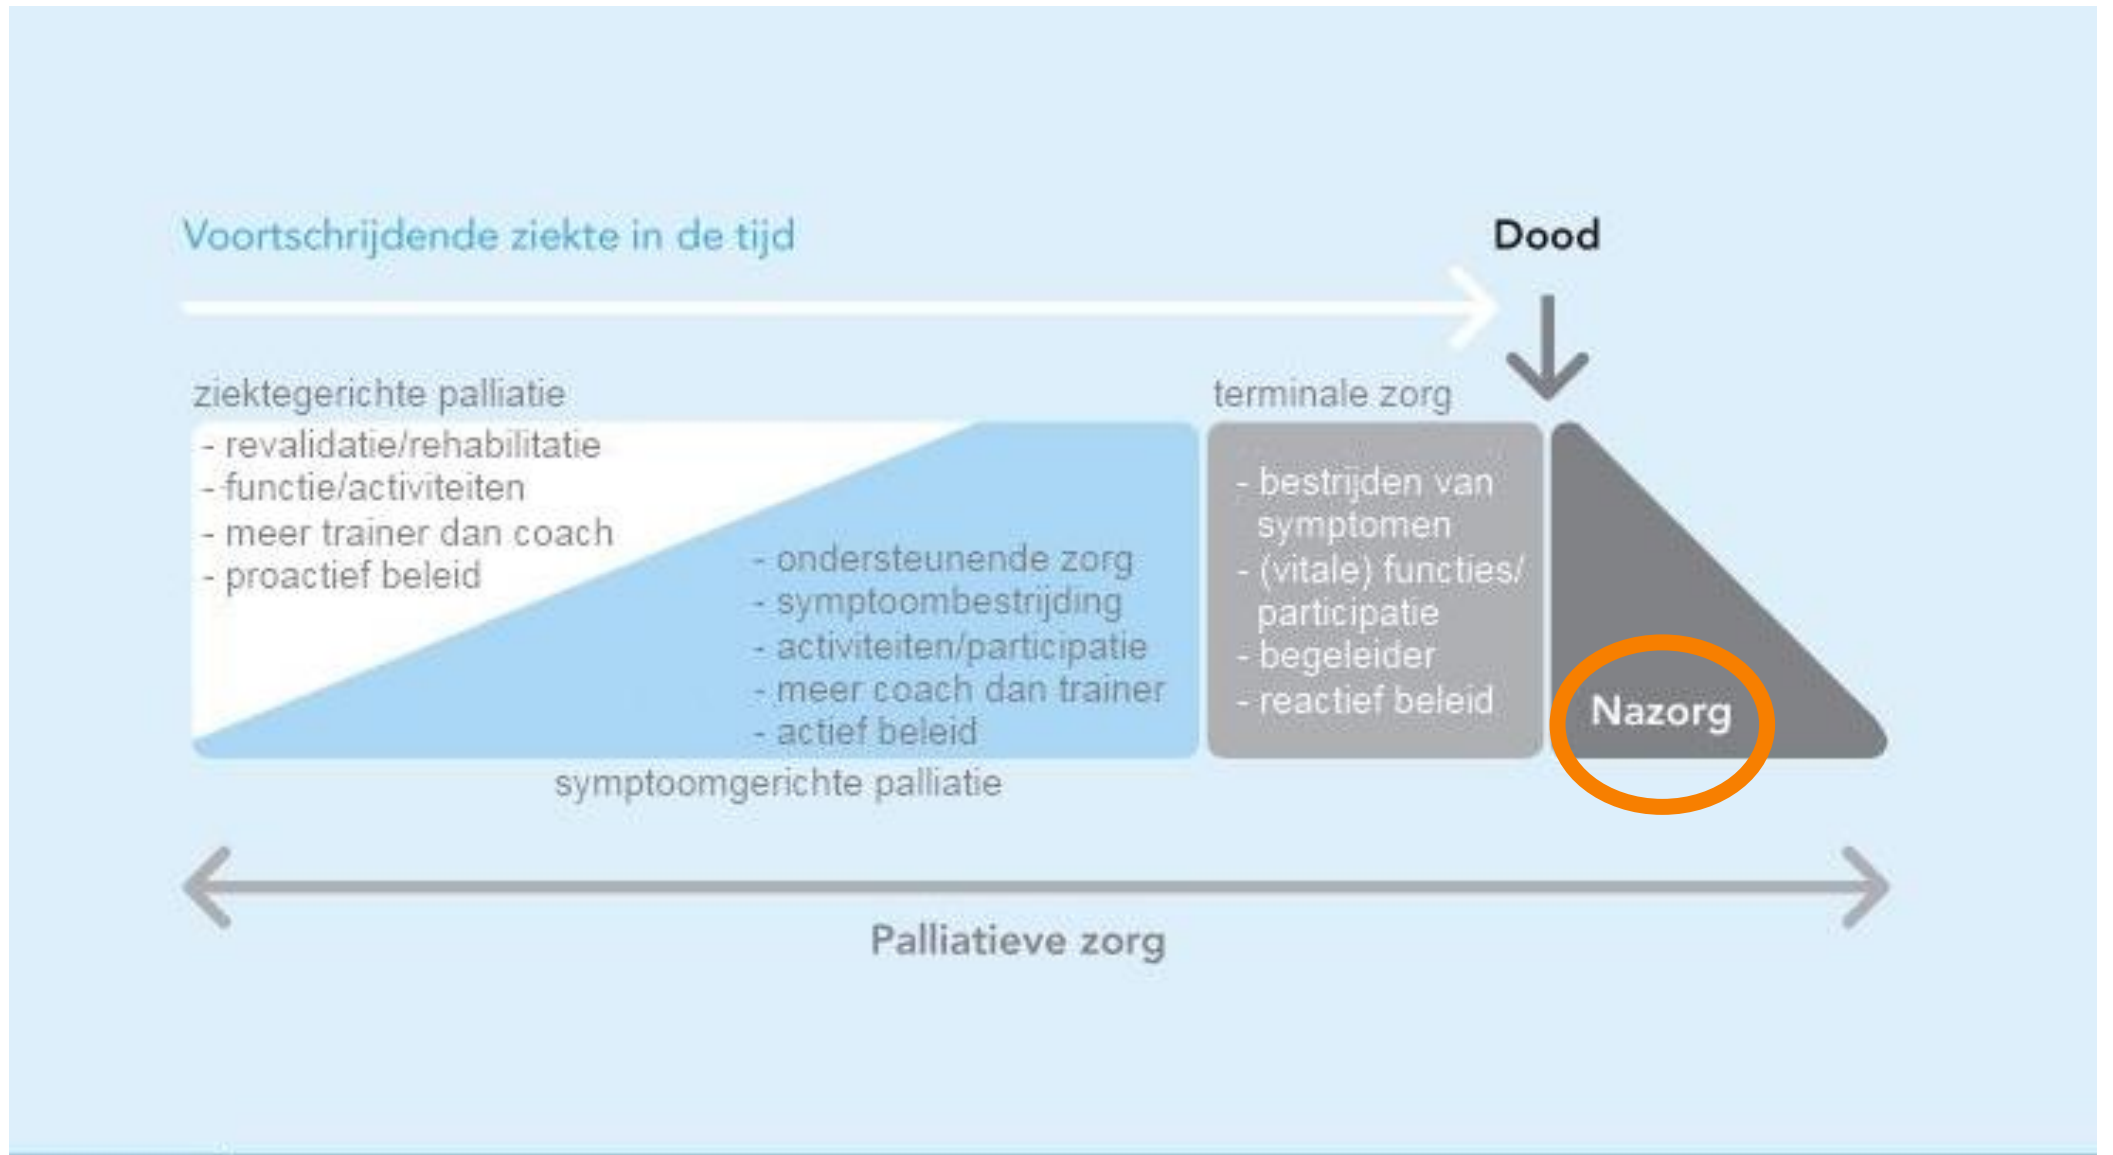 Voortschrijdende ziekte in de tijd
Dood
ziektegerichte palliatie
- revalidatie/rehabilitatie
- functie/activiteiten
- meer trainer dan coach
- proactief beleid
- ondersteunende zorg
- symptoombestrijding
- activiteiten/participatie
- meer coach dan trainer
- actief beleid
symptoomgerichte palliatie
terminale zorg
- bestrijden van
symptomen
- (vitale) functies/
participatie
- begeleider
- reactief beleid
Nazorg
Palliatieve zorg